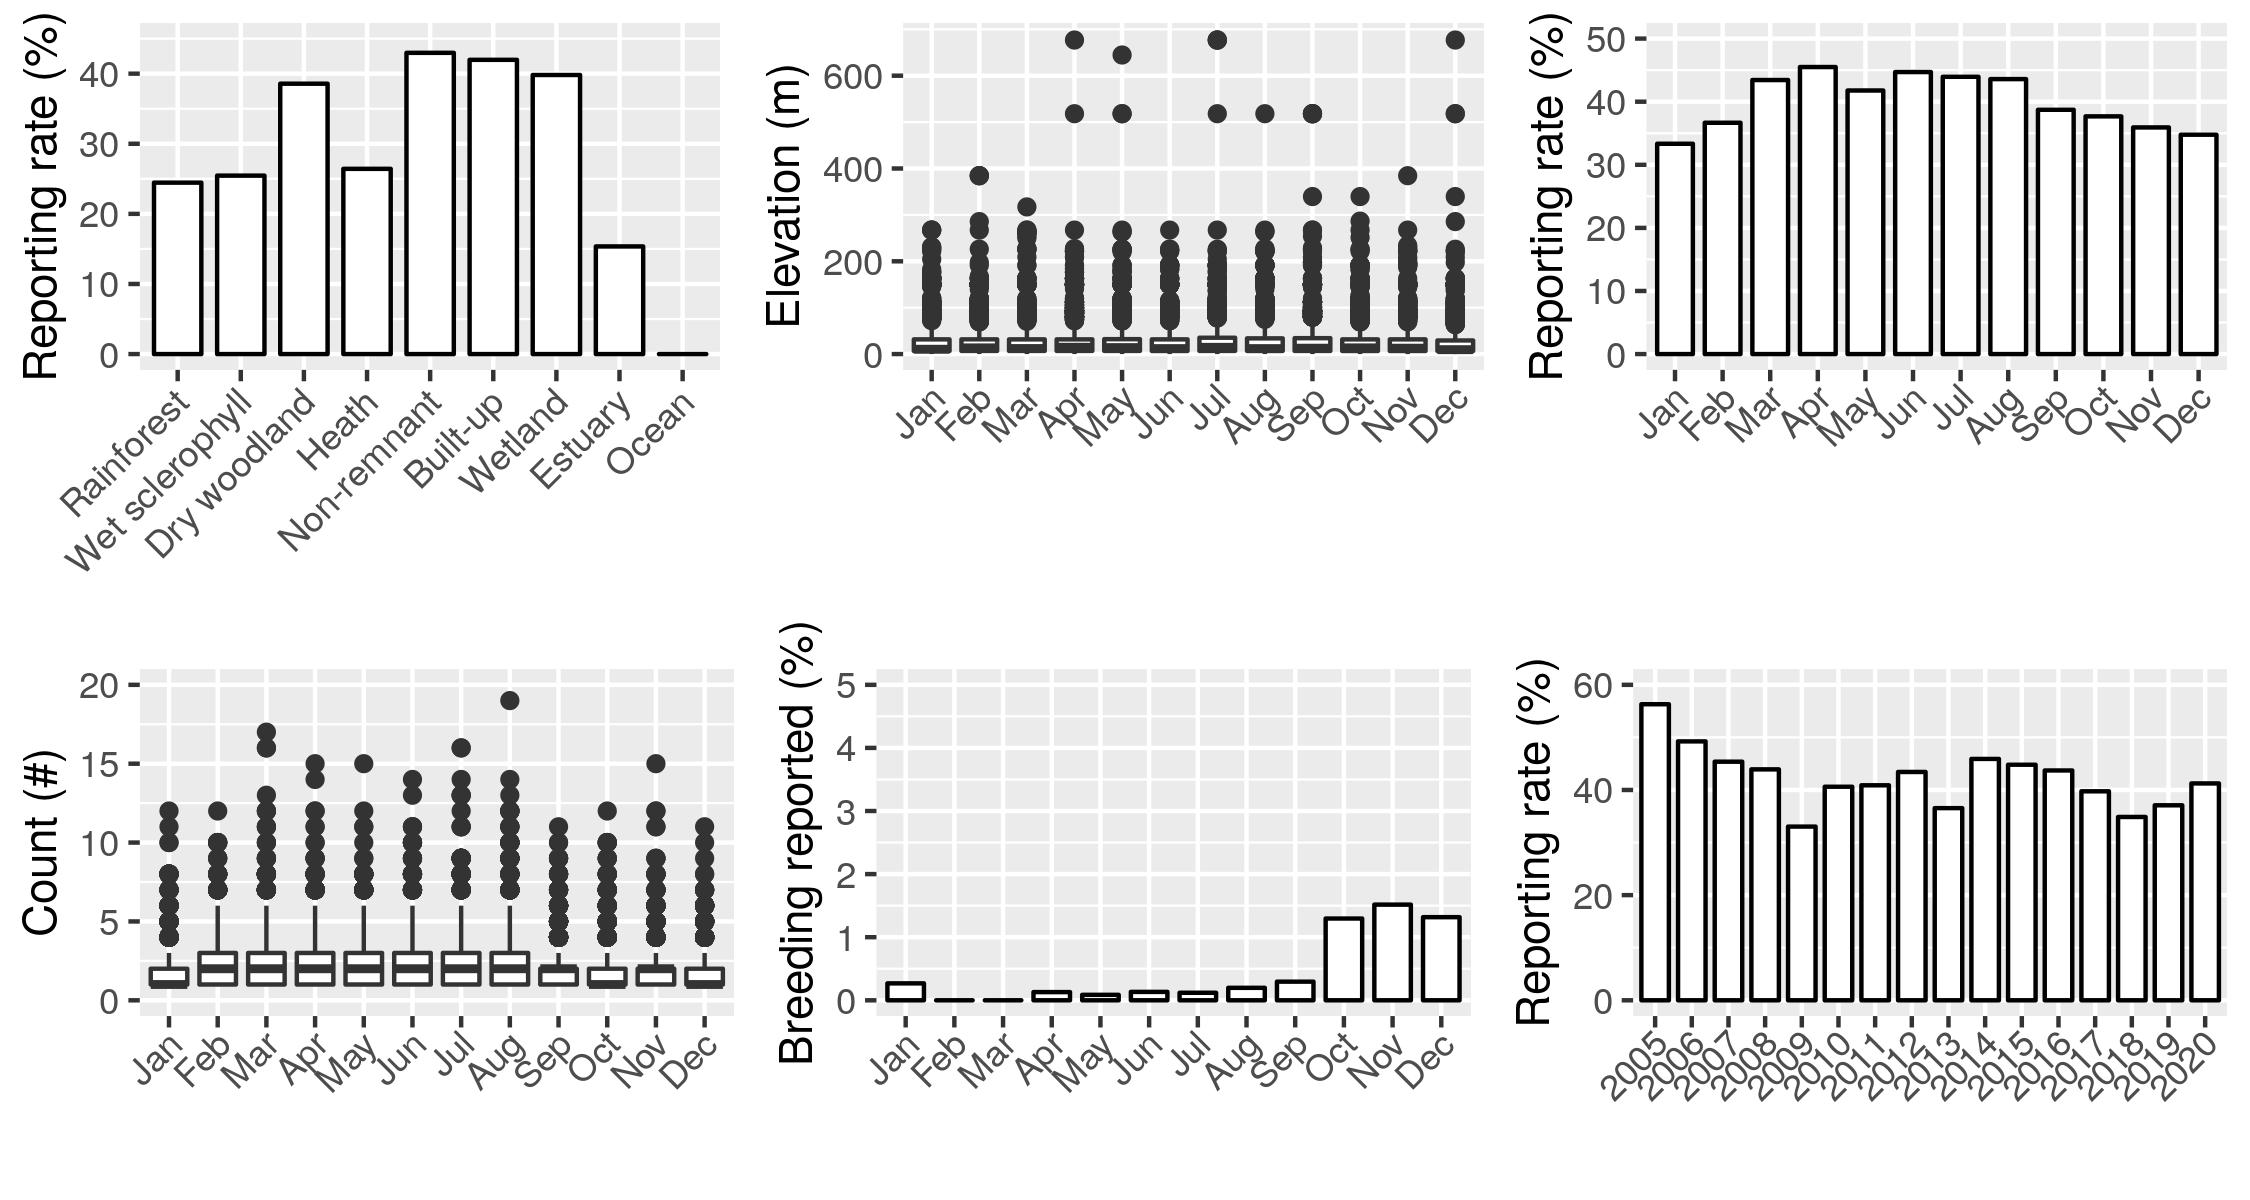 Reporting rate (%)
40
30
20
10
0
Rainforest
Wet sclerophyll
Dry woodland
Heath
Non-remnant
Built-up
Wetland
Estuary
Ocean
Elevation (m)
600
400
200
0
Jan
Feb
Mar
Apr
May
Jun
Jul
Aug
Sep
Oct
Nov
Dec
Reporting rate (%)
50
40
30
20
10
0
Jan
Feb
Mar
Apr
May
Jun
Jul
Aug
Sep
Oct
Nov
Dec
Count (#)
20
15
10
5
0
Jan
Feb
Mar
Apr
May
Jun
Jul
Aug
Sep
Oct
Nov
Dec
Breeding reported (%)
5
4
3
2
1
0
Jan
Feb
Mar
Apr
May
Jun
Jul
Aug
Sep
Oct
Nov
Dec
Reporting rate (%)
60
40
20
0
2005
2006
2007
2008
2009
2010
2011
2012
2013
2014
2015
2016
2017
2018
2019
2020